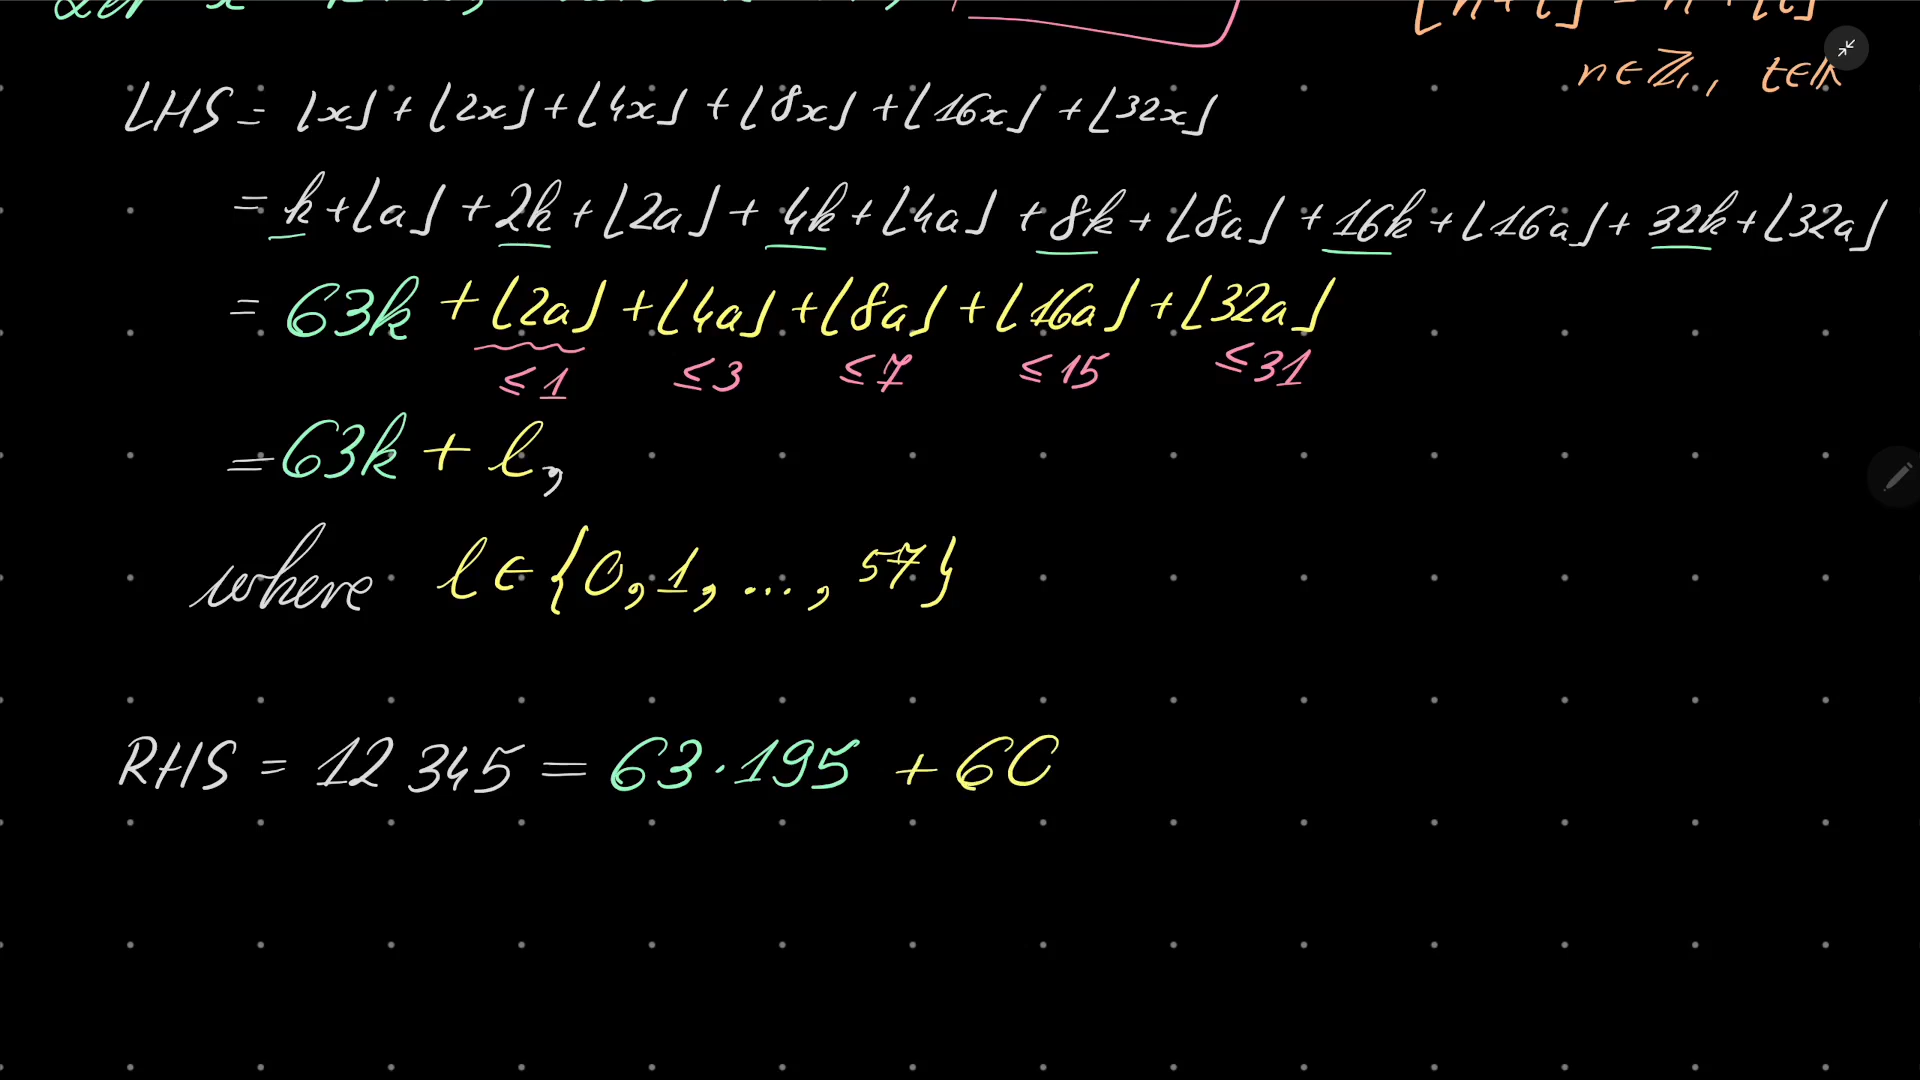 ⌊n+t⌋ = n + ⌊t⌋
n∈ℤ, t∈ℝ
LHS = ⌊x⌋ + ⌊2x⌋ + ⌊4x⌋ + ⌊8x⌋ + ⌊16x⌋ + ⌊32x⌋
= k + ⌊a⌋ + 2k + ⌊2a⌋ + 4k + ⌊4a⌋ + 8k + ⌊8a⌋ + 16k + ⌊16a⌋ + 32k + ⌊32a⌋
= 63k + ⌊2a⌋ + ⌊4a⌋ + ⌊8a⌋ + ⌊16a⌋ + ⌊32a⌋
≤1 ≤3 ≤7 ≤15 ≤31
= 63k + l,
where l ∈ {0, 1, ..., 57}
RHS = 12 345 = 63·195 + 60